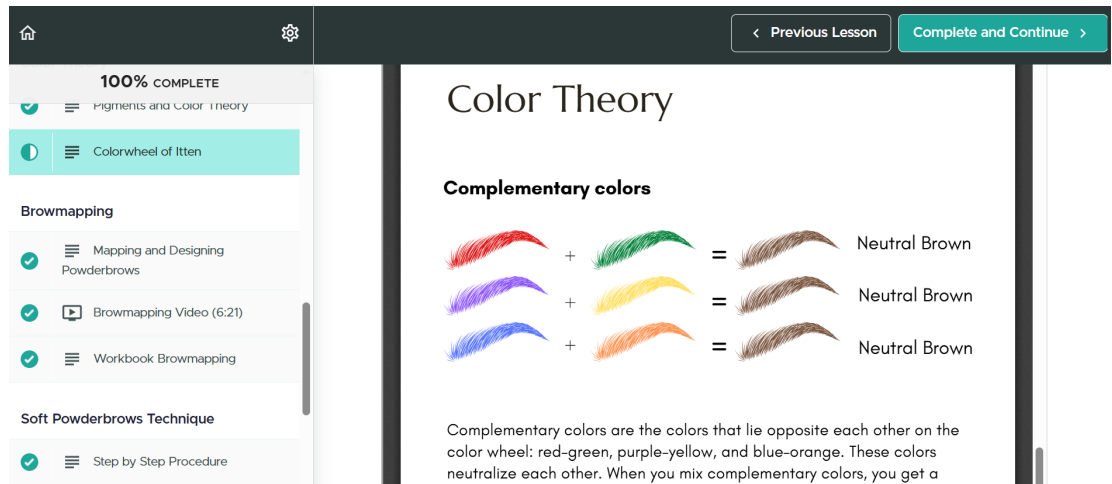 Previous Lesson
Complete and Continue
100% COMPLETE
Pigments and Color Theory
Colorwheel of Itten
Browmapping
Mapping and Designing
Powderbrows
Browmapping Video (6:21)
Workbook Browmapping
Soft Powderbrows Technique
Step by Step Procedure
Color Theory
Complementary colors
+ = Neutral Brown
+ = Neutral Brown
+ = Neutral Brown
Complementary colors are the colors that lie opposite each other on the
color wheel: red-green, purple-yellow, and blue-orange. These colors
neutralize each other. When you mix complementary colors, you get a